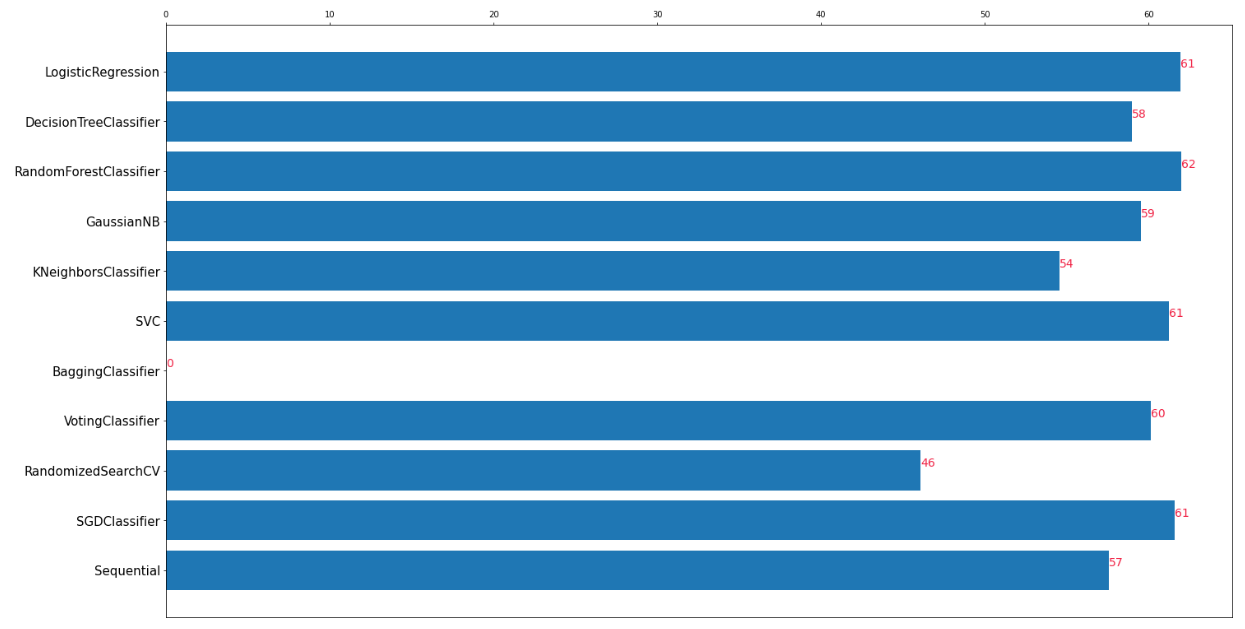 0 10 20 30 40 50 60
LogisticRegression 61
DecisionTreeClassifier 58
RandomForestClassifier 62
GaussianNB 59
KNeighborsClassifier 54
SVC 61
BaggingClassifier 0
VotingClassifier 60
RandomizedSearchCV 46
SGDClassifier 61
Sequential 57